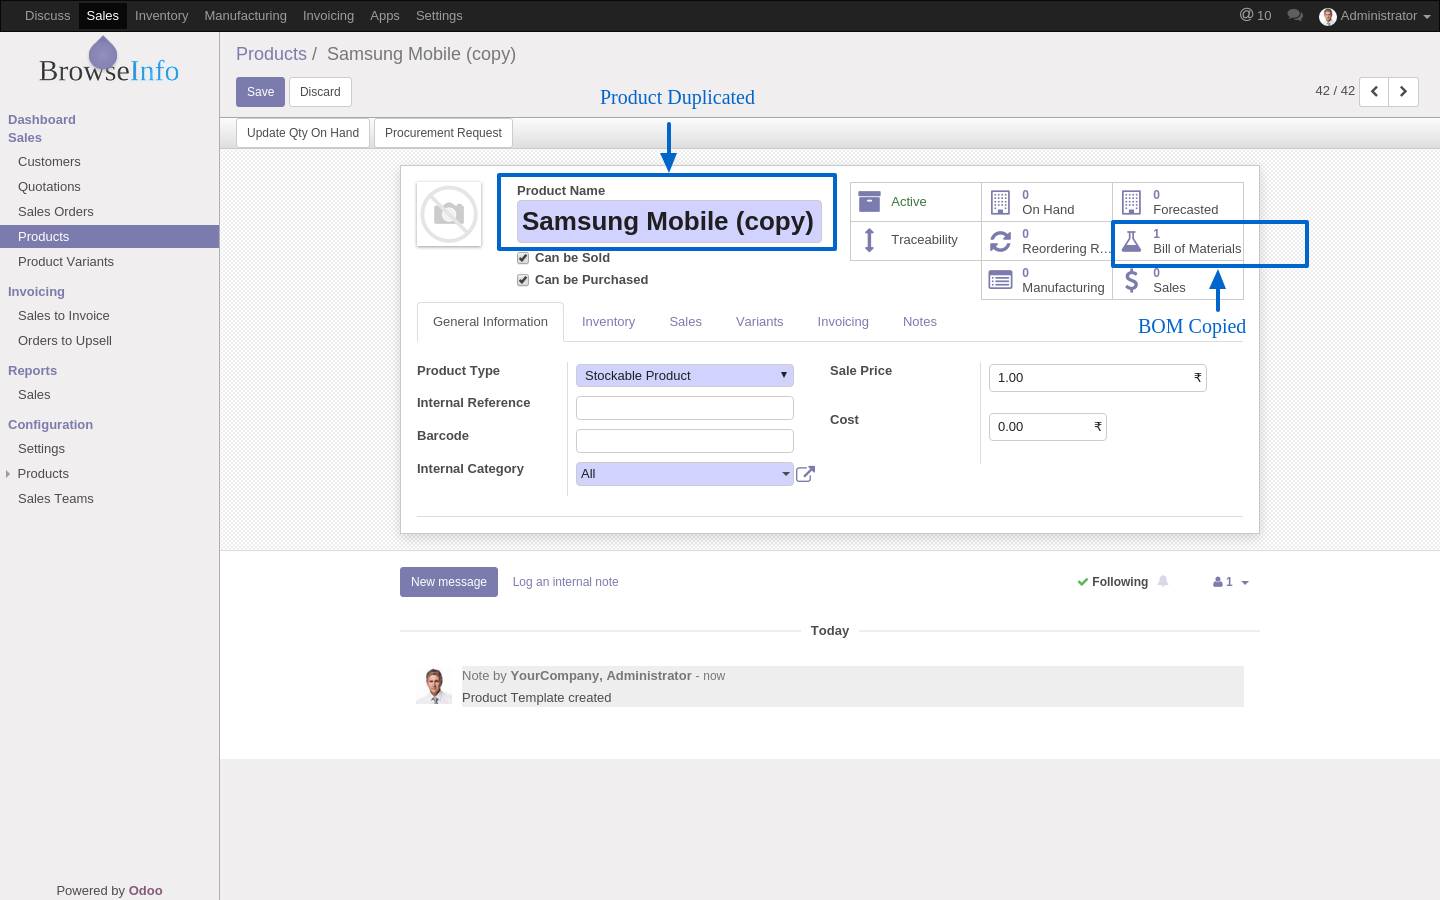 Discuss Sales Inventory Manufacturing Invoicing Apps Settings @ 10 Administrator
BrowseInfo
Dashboard
Sales
Customers
Quotations
Sales Orders
Products
Product Variants
Invoicing
Sales to Invoice
Orders to Upsell
Reports
Sales
Configuration
Settings
Products
Sales Teams
Powered by Odoo
Products / Samsung Mobile (copy)
Save Discard
Product Duplicated
42 / 42
Update Qty On Hand Procurement Request
Product Name
Samsung Mobile (copy)
Can be Sold
Can be Purchased
Active
0
On Hand
0
Forecasted
Traceability
0
Reordering R...
1
Bill of Materials
0
Manufacturing
0
Sales
BOM Copied
General Information Inventory Sales Variants Invoicing Notes
Product Type Stockable Product
Internal Reference
Barcode
Internal Category All
Sale Price 1.00 ₹
Cost 0.00 ₹
New message Log an internal note Following 1
Today
Note by YourCompany, Administrator - now
Product Template created